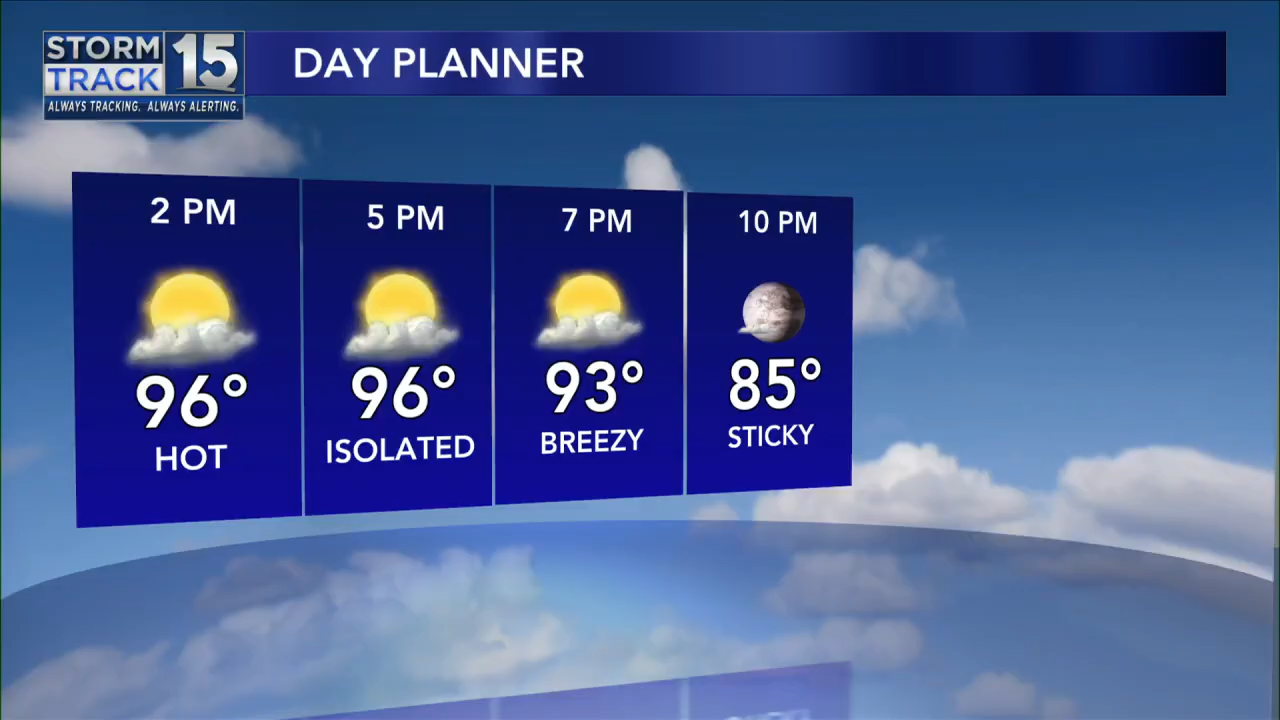 STORM
TRACK
15
ALWAYS TRACKING. ALWAYS ALERTING.
DAY PLANNER
2 PM
96°
HOT
5 PM
96°
ISOLATED
7 PM
93°
BREEZY
10 PM
85°
STICKY